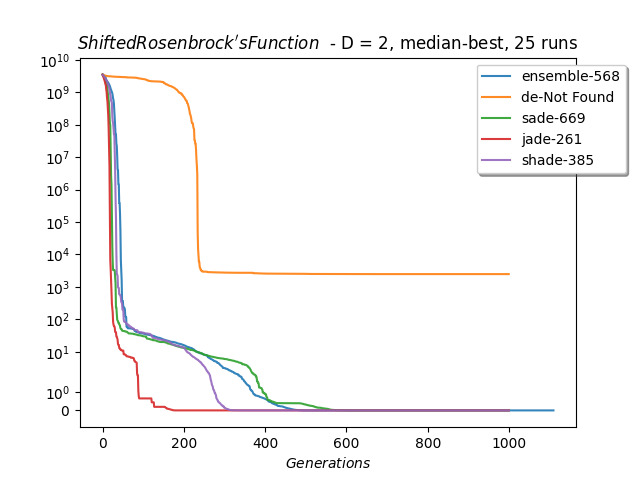 ShiftedRosenbrock'sFunction - D = 2, median-best, 25 runs
ensemble-568
de-Not Found
sade-669
jade-261
shade-385
10^10
10^9
10^8
10^7
10^6
10^5
10^4
10^3
10^2
10^1
10^0
0
0 200 400 600 800 1000
Generations